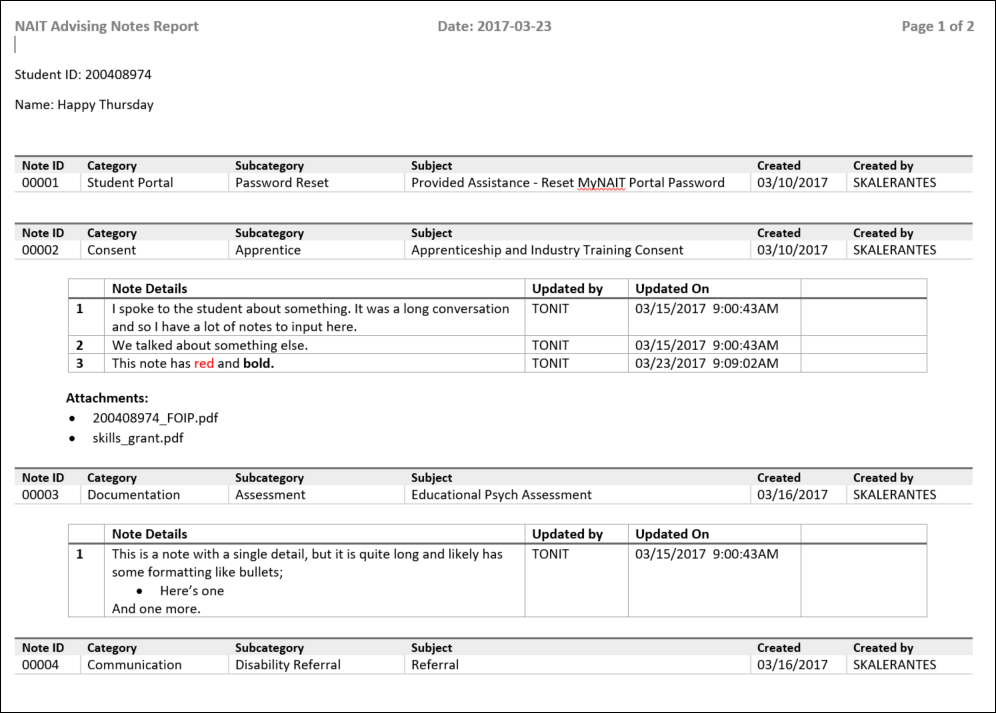 NAIT Advising Notes Report Date: 2017-03-23 Page 1 of 2
Student ID: 200408974
Name: Happy Thursday
Note ID Category Subcategory Subject Created Created by
00001 Student Portal Password Reset Provided Assistance - Reset MyNAIT Portal Password 03/10/2017 SKALERANTES
Note ID Category Subcategory Subject Created Created by
00002 Consent Apprentice Apprenticeship and Industry Training Consent 03/10/2017 SKALERANTES
Note Details Updated by Updated On
1 I spoke to the student about something. It was a long conversation TONIT 03/15/2017 9:00:43AM
and so I have a lot of notes to input here.
2 We talked about something else. TONIT 03/15/2017 9:00:43AM
3 This note has red and bold. TONIT 03/23/2017 9:09:02AM
Attachments:
• 200408974_FOIP.pdf
• skills_grant.pdf
Note ID Category Subcategory Subject Created Created by
00003 Documentation Assessment Educational Psych Assessment 03/16/2017 SKALERANTES
Note Details Updated by Updated On
1 This is a note with a single detail, but it is quite long and likely has TONIT 03/15/2017 9:00:43AM
some formatting like bullets;
• Here's one
And one more.
Note ID Category Subcategory Subject Created Created by
00004 Communication Disability Referral Referral 03/16/2017 SKALERANTES